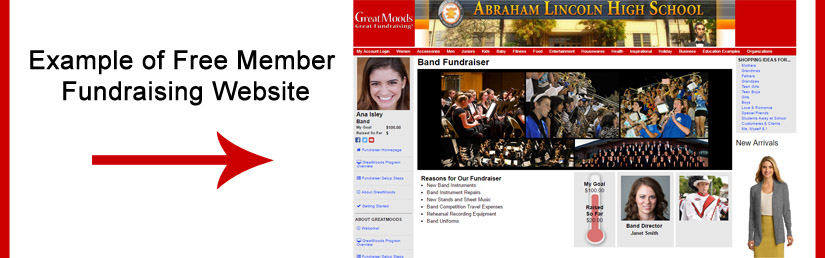 Example of Free Member
Fundraising Website
GreatMoods
Great Fundraising!
ABRAHAM LINCOLN HIGH SCHOOL
My Account Login Women Accessories Men Juniors Kids Baby Fitness Food Entertainment Housewares Health Inspirational Holiday Business Education Examples Organizations
Ana Isley
Band
My Goal $100.00
Raised So Far $
Fundraiser Homepage
GreatMoods Program
Overview
Fundraiser Setup Steps
About GreatMoods
Getting Started
ABOUT GREATMOODS
Welcome!
GreatMoods Program
Overview
Fundraiser Setup Steps
Band Fundraiser
Reasons for Our Fundraiser
New Band Instruments
Band Instrument Repairs
New Stands and Sheet Music
Band Competition Travel Expenses
Rehearsal Recording Equipment
Band Uniforms
My Goal
$100.00
Raised
So Far
$20.00
Band Director
Janet Smith
SHOPPING IDEAS FOR...
Mothers
Grandmas
Fathers
Grandpas
Teen Girls
Teen Boys
Girls
Boys
Love & Romance
Special Friends
Students Away at School
Customers & Clients
Me, Myself & I
New Arrivals